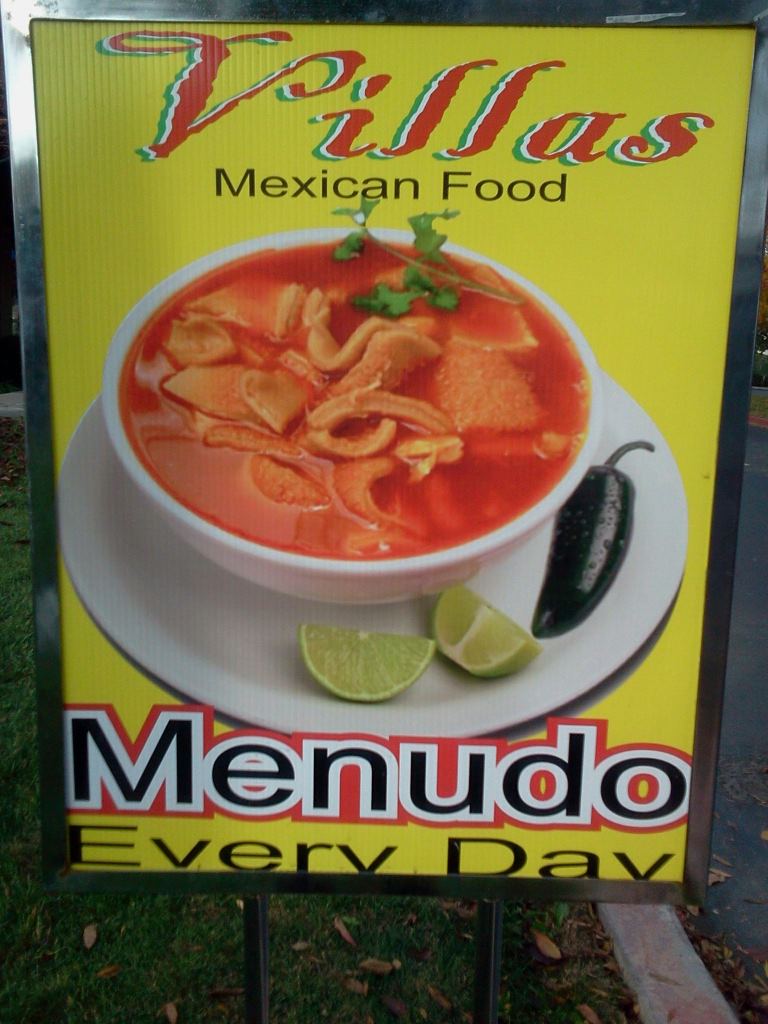 Villas
Mexican Food
Menudo
Every Day